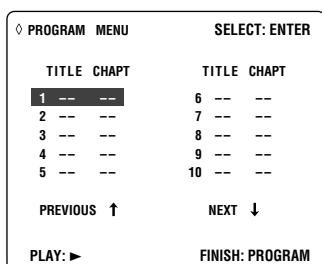 ◊ PROGRAM MENU SELECT: ENTER
TITLE CHAPT TITLE CHAPT
1 –– –– 6 –– ––
2 –– –– 7 –– ––
3 –– –– 8 –– ––
4 –– –– 9 –– ––
5 –– –– 10 –– ––
PREVIOUS ↑ NEXT ↓
PLAY: ► FINISH: PROGRAM